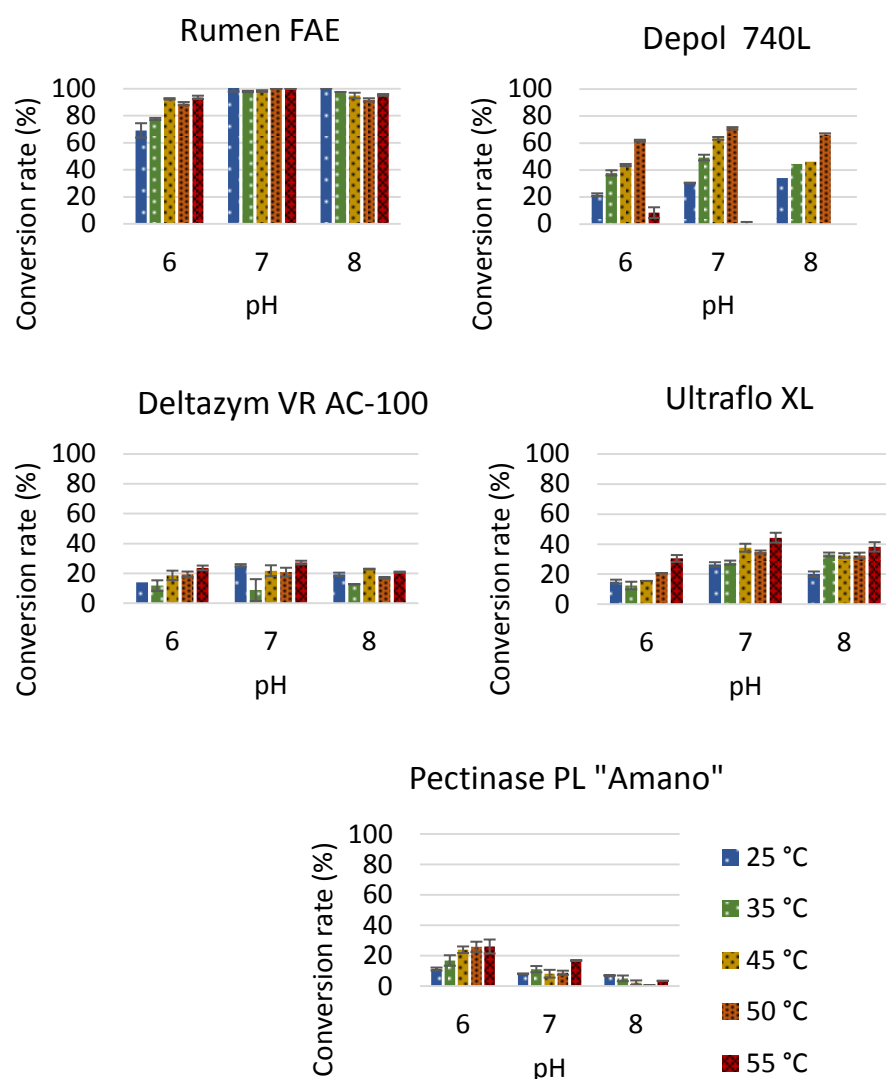 Rumen FAE
Conversion rate (%)
100
80
60
40
20
0
6 7 8
pH
Depol 740L
Conversion rate (%)
100
80
60
40
20
0
6 7 8
pH
Deltazym VR AC-100
Conversion rate (%)
100
80
60
40
20
0
6 7 8
pH
Ultraflo XL
Conversion rate (%)
100
80
60
40
20
0
6 7 8
pH
Pectinase PL "Amano"
Conversion rate (%)
100
80
60
40
20
0
6 7 8
pH
25 °C
35 °C
45 °C
50 °C
55 °C